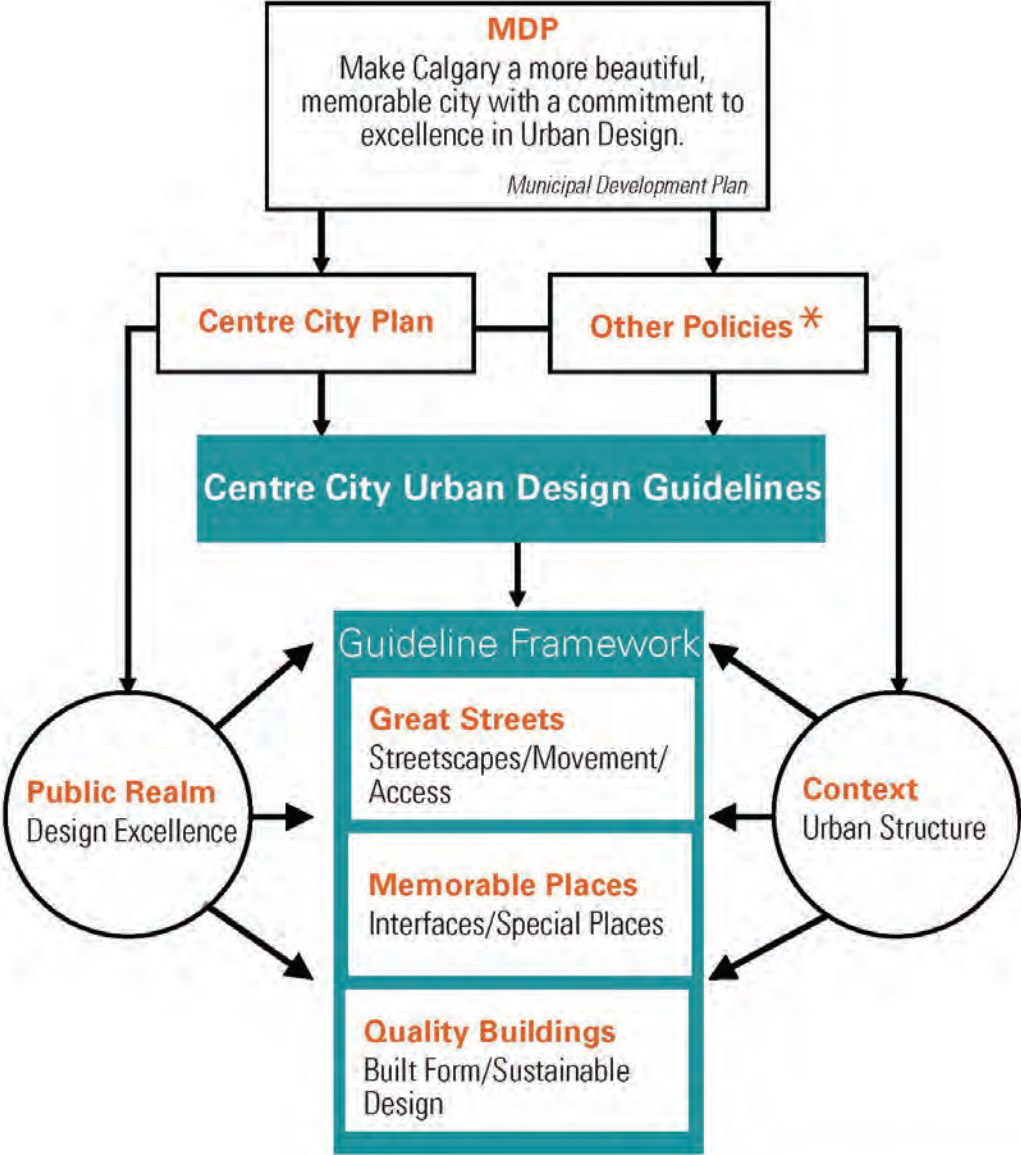 MDP
Make Calgary a more beautiful,
memorable city with a commitment to
excellence in Urban Design.
Municipal Development Plan
Centre City Plan
Other Policies *
Centre City Urban Design Guidelines
Guideline Framework
Great Streets
Streetscapes/Movement/
Access
Public Realm
Design Excellence
Context
Urban Structure
Memorable Places
Interfaces/Special Places
Quality Buildings
Built Form/Sustainable
Design